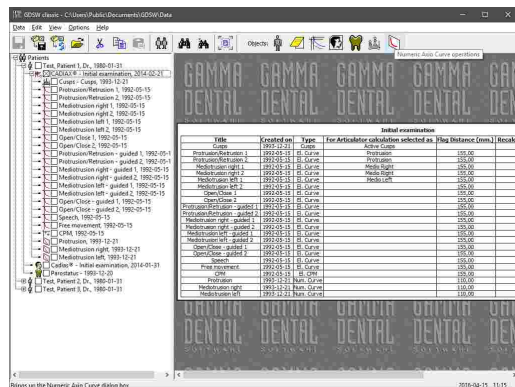 GDSW classic - C:\Users\Public\Documents\GDSW\Data
Data Edit View Options Help
Objects:
Numeric Axis Curve operations
Patients
Test, Patient 1, Dr., 1980-01-31
CADIAX® - Initial examination, 2014-02-21
Cusps - Cusps, 1993-12-21
Protrusion/Retrusion 1, 1992-05-15
Protrusion/Retrusion 2, 1992-05-15
Mediotrusion right 1, 1992-05-15
Mediotrusion right 2, 1992-05-15
Mediotrusion left 1, 1992-05-15
Open/Close 1, 1992-05-15
Open/Close 2, 1992-05-15
Protrusion/Retrusion - guided 1, 1992-05-1
Protrusion/Retrusion - guided 2, 1992-05-1
Mediotrusion right - guided 1, 1992-05-15
Mediotrusion right - guided 2, 1992-05-15
Mediotrusion left - guided 1, 1992-05-15
Mediotrusion left - guided 2, 1992-05-15
Open/Close - guided 1, 1992-05-15
Open/Close - guided 2, 1992-05-15
Speech, 1992-05-15
Free movement, 1992-05-15
CPM, 1992-05-15
Protrusion, 1993-12-21
Mediotrusion right, 1993-12-21
Mediotrusion left, 1993-12-21
Cadias® - Initial examination, 2014-01-31
Parostatus - 1993-12-20
Test, Patient 2, Dr., 1980-01-31
Test, Patient 3, Dr., 1980-01-31
GAMMA GAMMA GAMMA GAMMA
DENTAL DENTAL DENTAL DENTAL
Initial examination
Title Created on Type For Articulator calculation selected as Flag Distance (mm.) Recalc
Cusps 1993-12-21 Cusps Active Cusps
Protrusion/Retrusion 1 1992-05-15 El. Curve Protrusion 155,00
Protrusion/Retrusion 2 1992-05-15 El. Curve Protrusion 155,00
Mediotrusion right 1 1992-05-15 El. Curve Medio Right 155,00
Mediotrusion right 2 1992-05-15 El. Curve Medio Right 155,00
Mediotrusion left 1 1992-05-15 El. Curve Medio Left 155,00
Open/Close 1 1992-05-15 El. Curve 155,00
Open/Close 2 1992-05-15 El. Curve 155,00
Protrusion/Retrusion - guided 1 1992-05-15 El. Curve 155,00
Protrusion/Retrusion - guided 2 1992-05-15 El. Curve 155,00
Mediotrusion right - guided 1 1992-05-15 El. Curve 155,00
Mediotrusion right - guided 2 1992-05-15 El. Curve 155,00
Mediotrusion left - guided 1 1992-05-15 El. Curve 155,00
Mediotrusion left - guided 2 1992-05-15 El. Curve 155,00
Open/Close - guided 1 1992-05-15 El. Curve 155,00
Open/Close - guided 2 1992-05-15 El. Curve 155,00
Speech 1992-05-15 El. Curve 155,00
Free movement 1992-05-15 El. Curve 155,00
CPM 1992-05-15 El. CPM 155,00
Protrusion 1993-12-21 Num. Curve 110,00
Mediotrusion right 1993-12-21 Num. Curve 110,00
Mediotrusion left 1993-12-21 Num. Curve 110,00
DENTAL DENTAL DENTAL DENTAL
SOFTWARE SOFTWARE SOFTWARE
Brings up the Numeric Axis Curve dialog box
2016-04-15 11:15